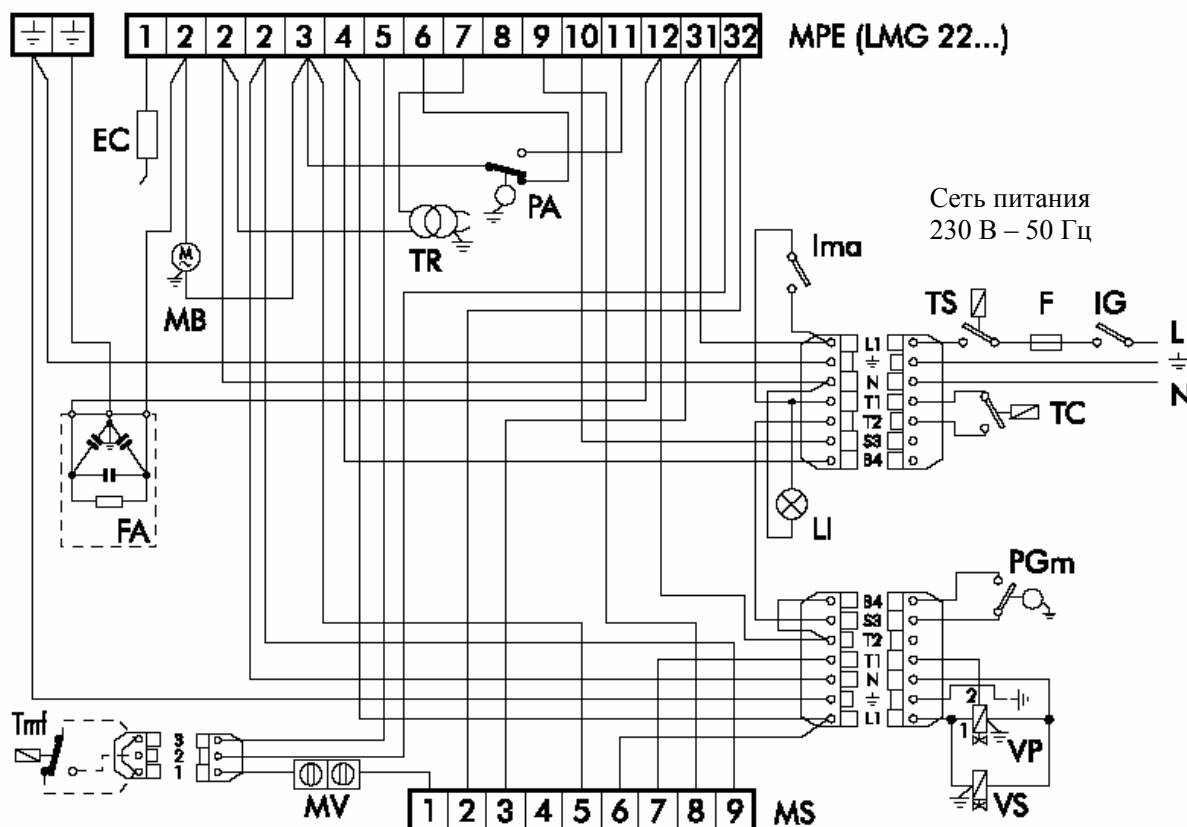 1 2 2 2 3 4 5 6 7 8 9 10 11 12 31 32 MPE (LMG 22...)
EC
PA
Сеть питания
230 В – 50 Гц
TR
Ima
MB
TS F IG
L
L1
N
N
T1
TC
T2
S3
B4
FA
LI
PGm
B4
S3
T2
T1
N
2
L1
1
VP
Tmf
3
2
1
MV
VS
1 2 3 4 5 6 7 8 9 MS